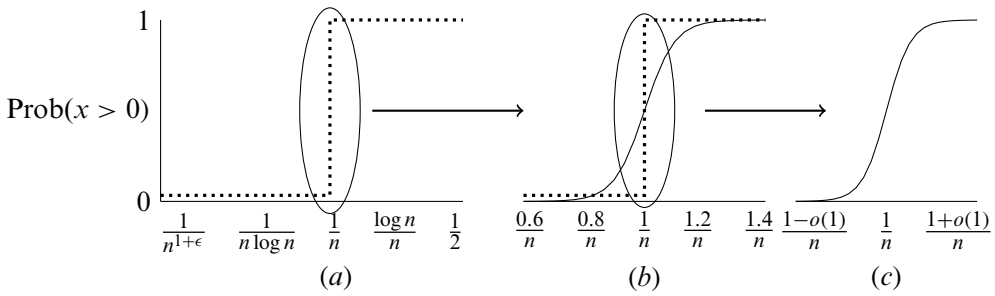 1
Prob(x > 0)
0
1/n^{1+ϵ} 1/(n log n) 1/n log n/n 1/2
0.6/n 0.8/n 1/n 1.2/n 1.4/n
1−o(1)/n 1/n 1+o(1)/n
(a) (b) (c)